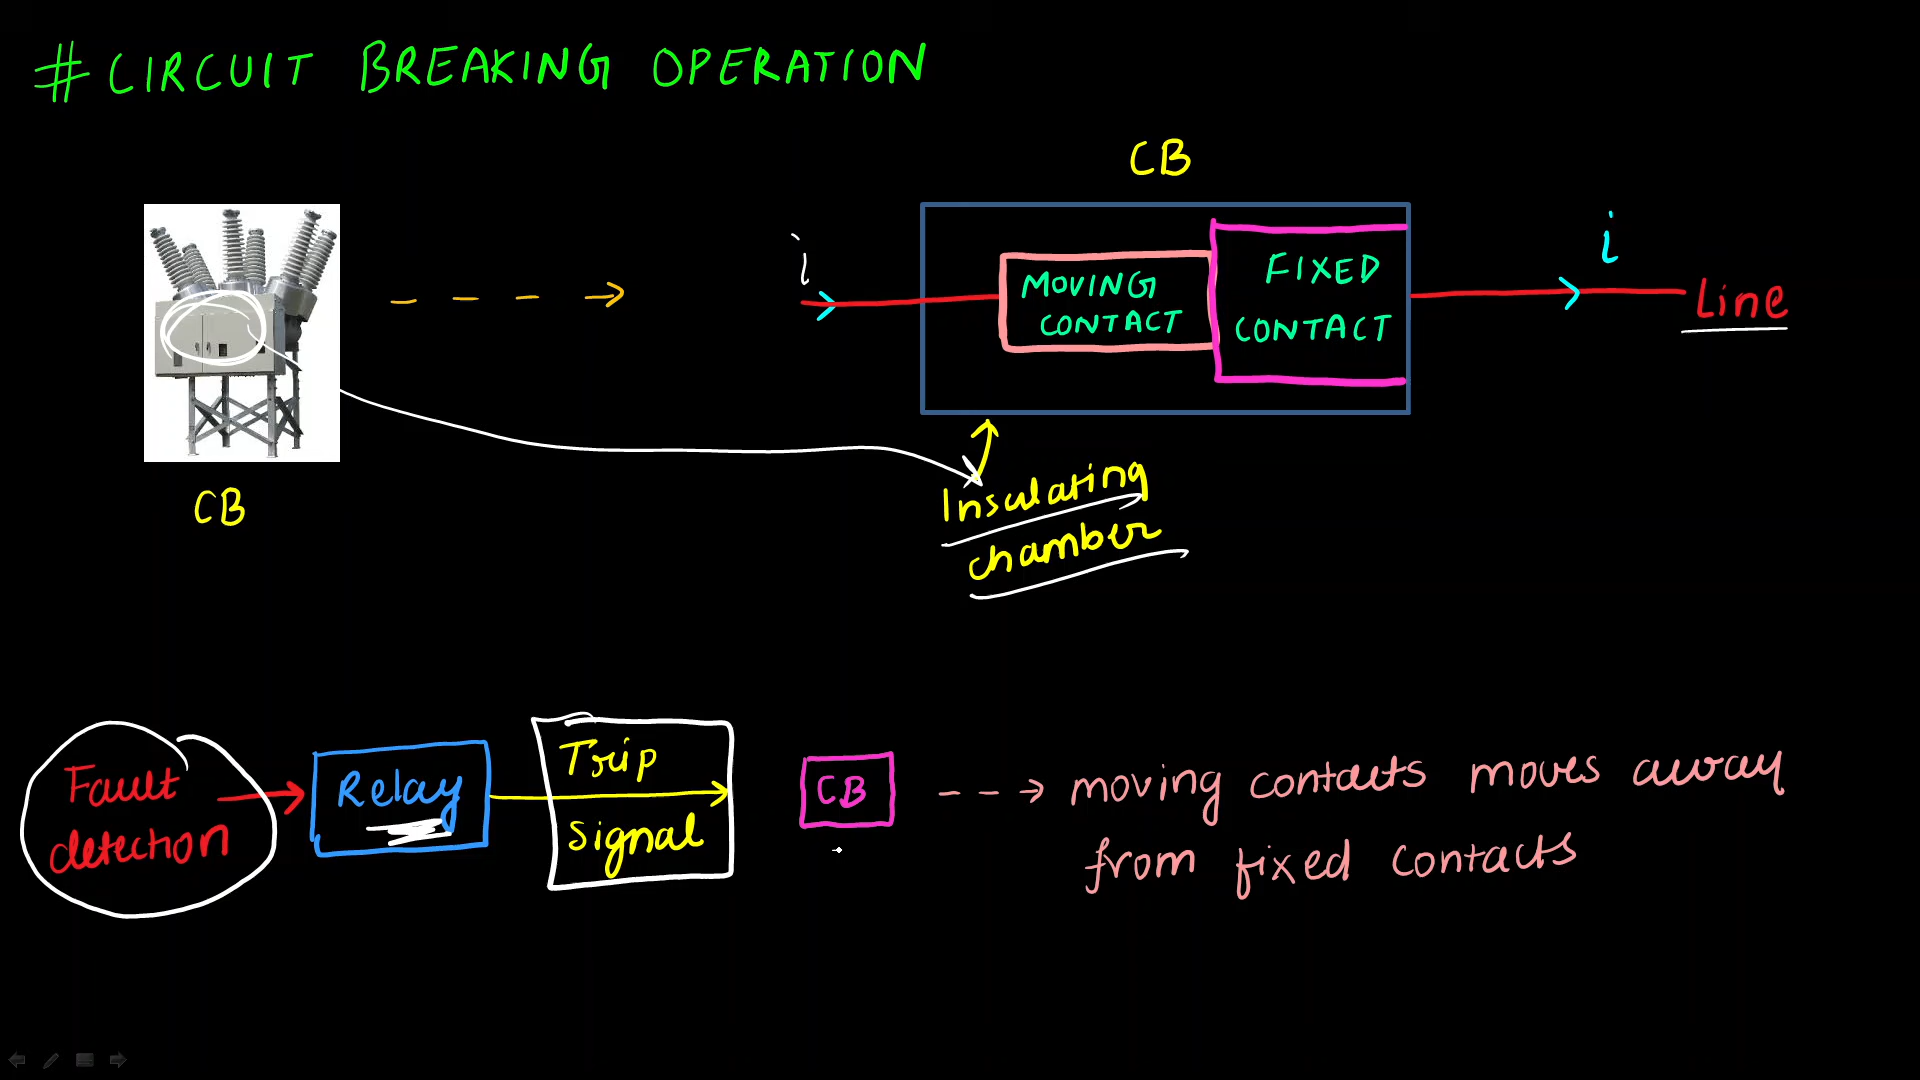 # CIRCUIT BREAKING OPERATION
CB
i
i
MOVING
CONTACT
FIXED
CONTACT
Line
CB
Insulating
chamber
Fault
detection
Relay
Trip
signal
CB
moving contacts moves away
from fixed contacts